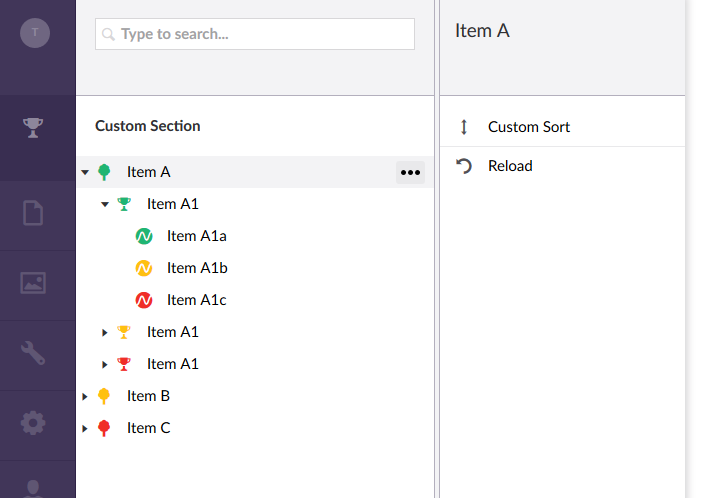 T
Type to search...
Item A
Custom Section
Custom Sort
Reload
Item A
Item A1
Item A1a
Item A1b
Item A1c
Item A1
Item A1
Item B
Item C